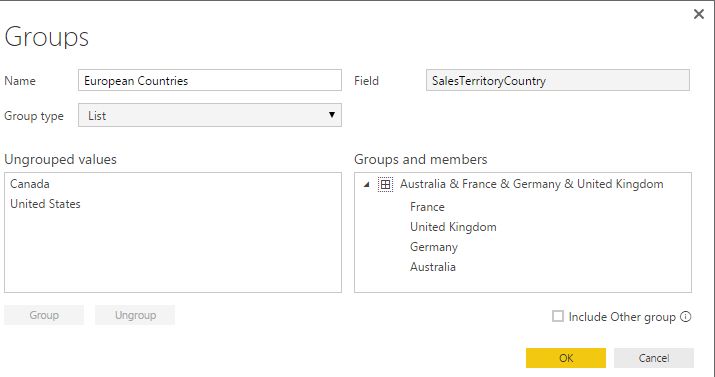 Groups
Name European Countries Field SalesTerritoryCountry
Group type List
Ungrouped values Groups and members
Canada
United States
Australia & France & Germany & United Kingdom
France
United Kingdom
Germany
Australia
Group Ungroup
Include Other group
OK Cancel